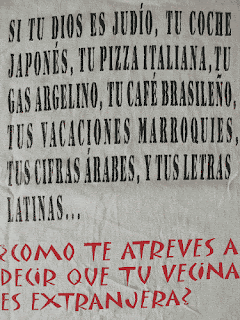 SI TU DIOS ES JUDÍO, TU COCHE
JAPONÉS, TU PIZZA ITALIANA, TU
GAS ARGELINO, TU CAFÉ BRASILEÑO,
TUS VACACIONES MARROQUIES,
TUS CIFRAS ÁRABES, Y TUS LETRAS
LATINAS...
¿COMO TE ATREVES A
DECIR QUE TU VECINA
ES EXTRANJERA?